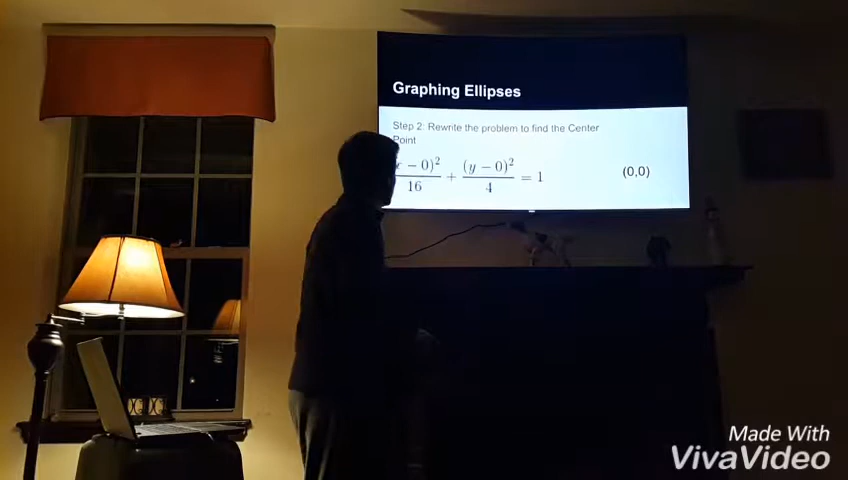 Graphing Ellipses
Step 2: Rewrite the problem to find the Center
Point
(x − 0)² / 16 + (y − 0)² / 4 = 1
(0,0)
Made With
VivaVideo